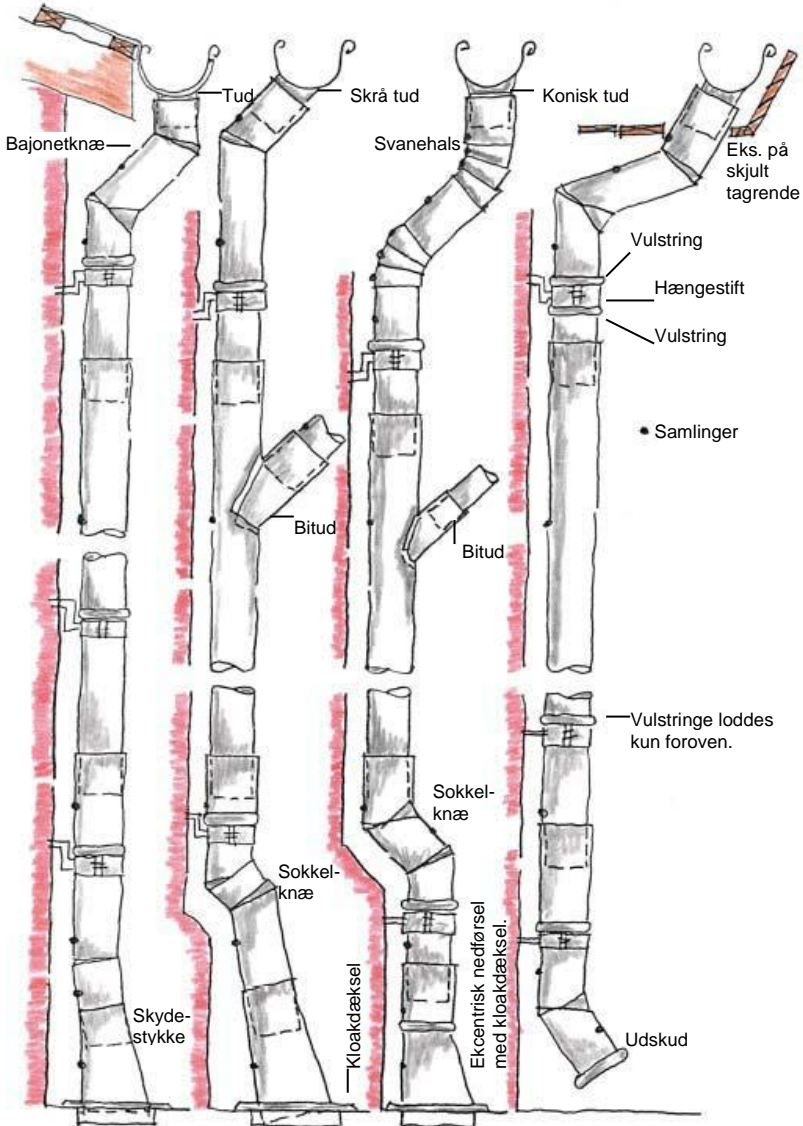 Tud
Skrå tud
Konisk tud
Bajonetknæ
Svanehals
Eks. på
skjult
tagrende
Vulstring
Hængestift
Vulstring
Samlinger
Bitud
Bitud
Vulstringe loddes
kun foroven.
Sokkel-
knæ
Sokkel-
knæ
Skyde-
stykke
Kloakdæksel
Ekcentrisk nedførsel
med kloakdæksel.
Udskud